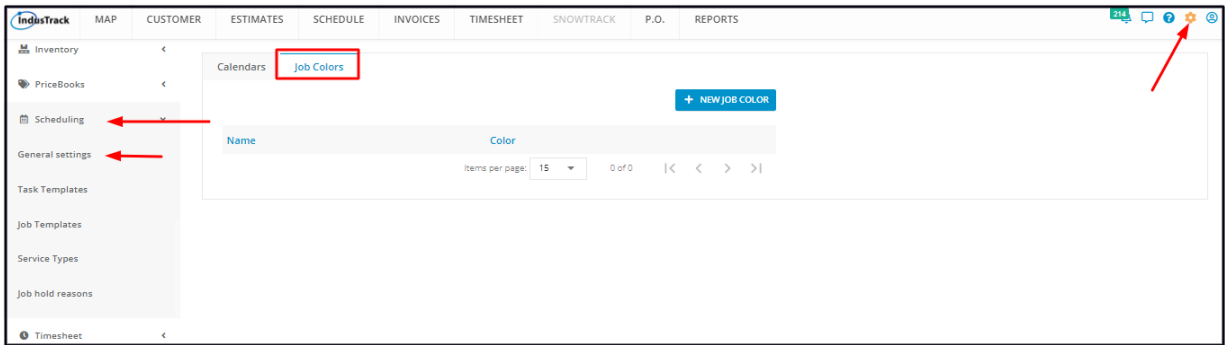 IndusTrack MAP CUSTOMER ESTIMATES SCHEDULE INVOICES TIMESHEET SNOWTRACK P.O. REPORTS 214
Inventory
PriceBooks
Scheduling
General settings
Task Templates
Job Templates
Service Types
Job hold reasons
Timesheet
Calendars Job Colors
+ NEW JOB COLOR
Name Color
Items per page: 15 0 of 0